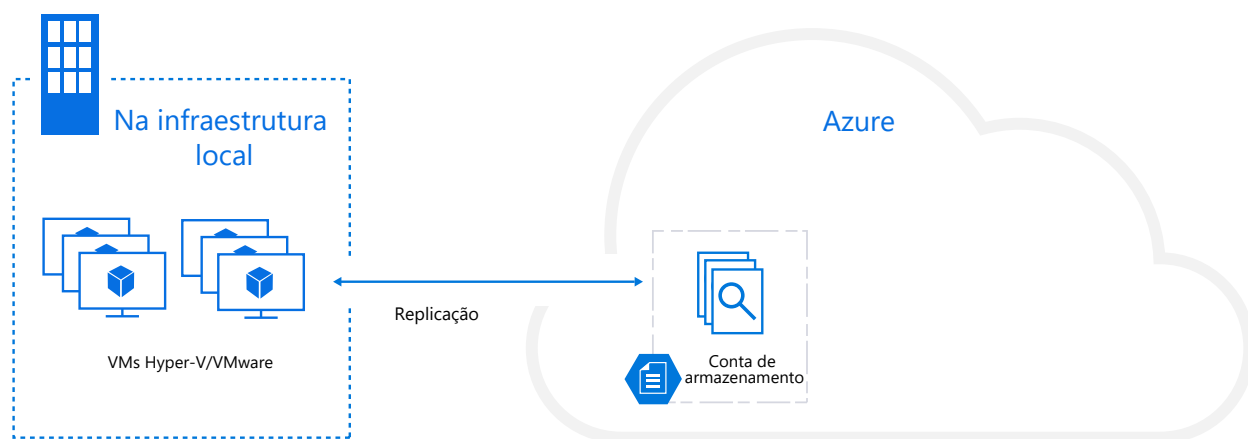 Na infraestrutura
local
Azure
Replicação
VMs Hyper-V/VMware
Conta de
armazenamento